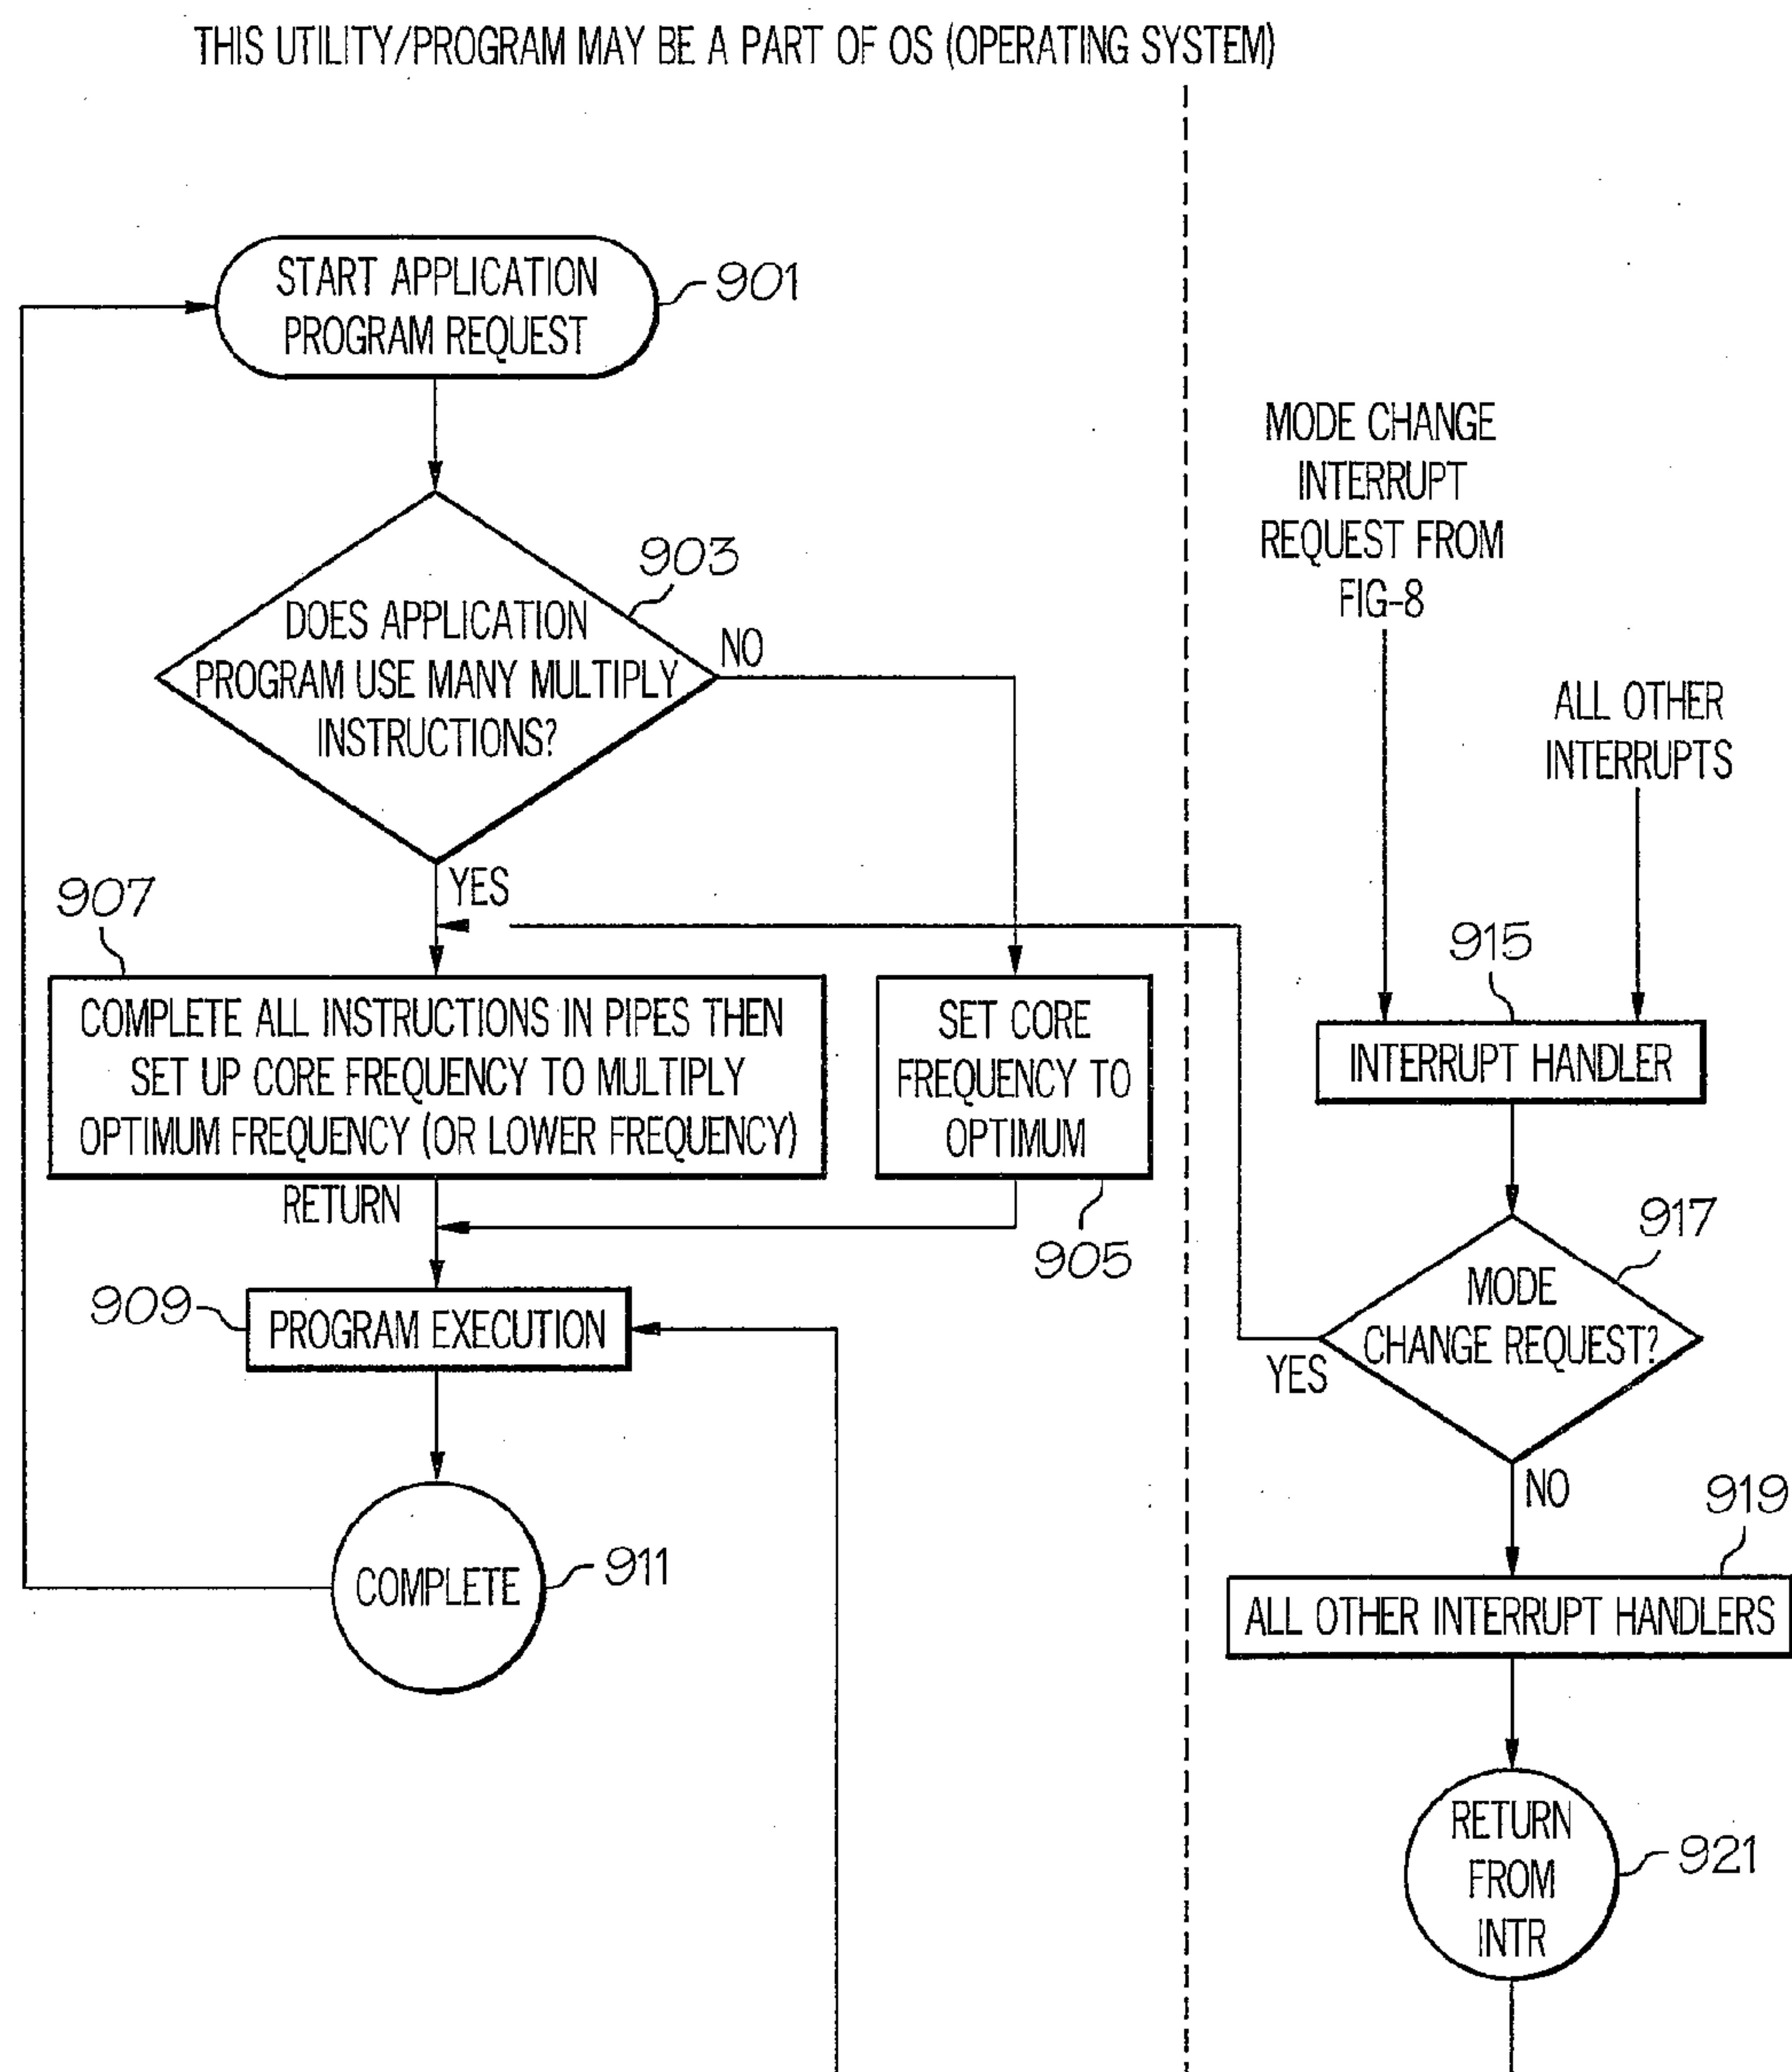 THIS UTILITY/PROGRAM MAY BE A PART OF OS (OPERATING SYSTEM)
START APPLICATION
PROGRAM REQUEST
901
903
DOES APPLICATION
PROGRAM USE MANY MULTIPLY
INSTRUCTIONS?
NO
YES
907
COMPLETE ALL INSTRUCTIONS IN PIPES THEN
SET UP CORE FREQUENCY TO MULTIPLY
OPTIMUM FREQUENCY (OR LOWER FREQUENCY)
SET CORE
FREQUENCY TO
OPTIMUM
905
RETURN
909
PROGRAM EXECUTION
COMPLETE
911
MODE CHANGE
INTERRUPT
REQUEST FROM
FIG-8
ALL OTHER
INTERRUPTS
915
INTERRUPT HANDLER
917
MODE
CHANGE REQUEST?
YES
NO
919
ALL OTHER INTERRUPT HANDLERS
RETURN
FROM
INTR
921